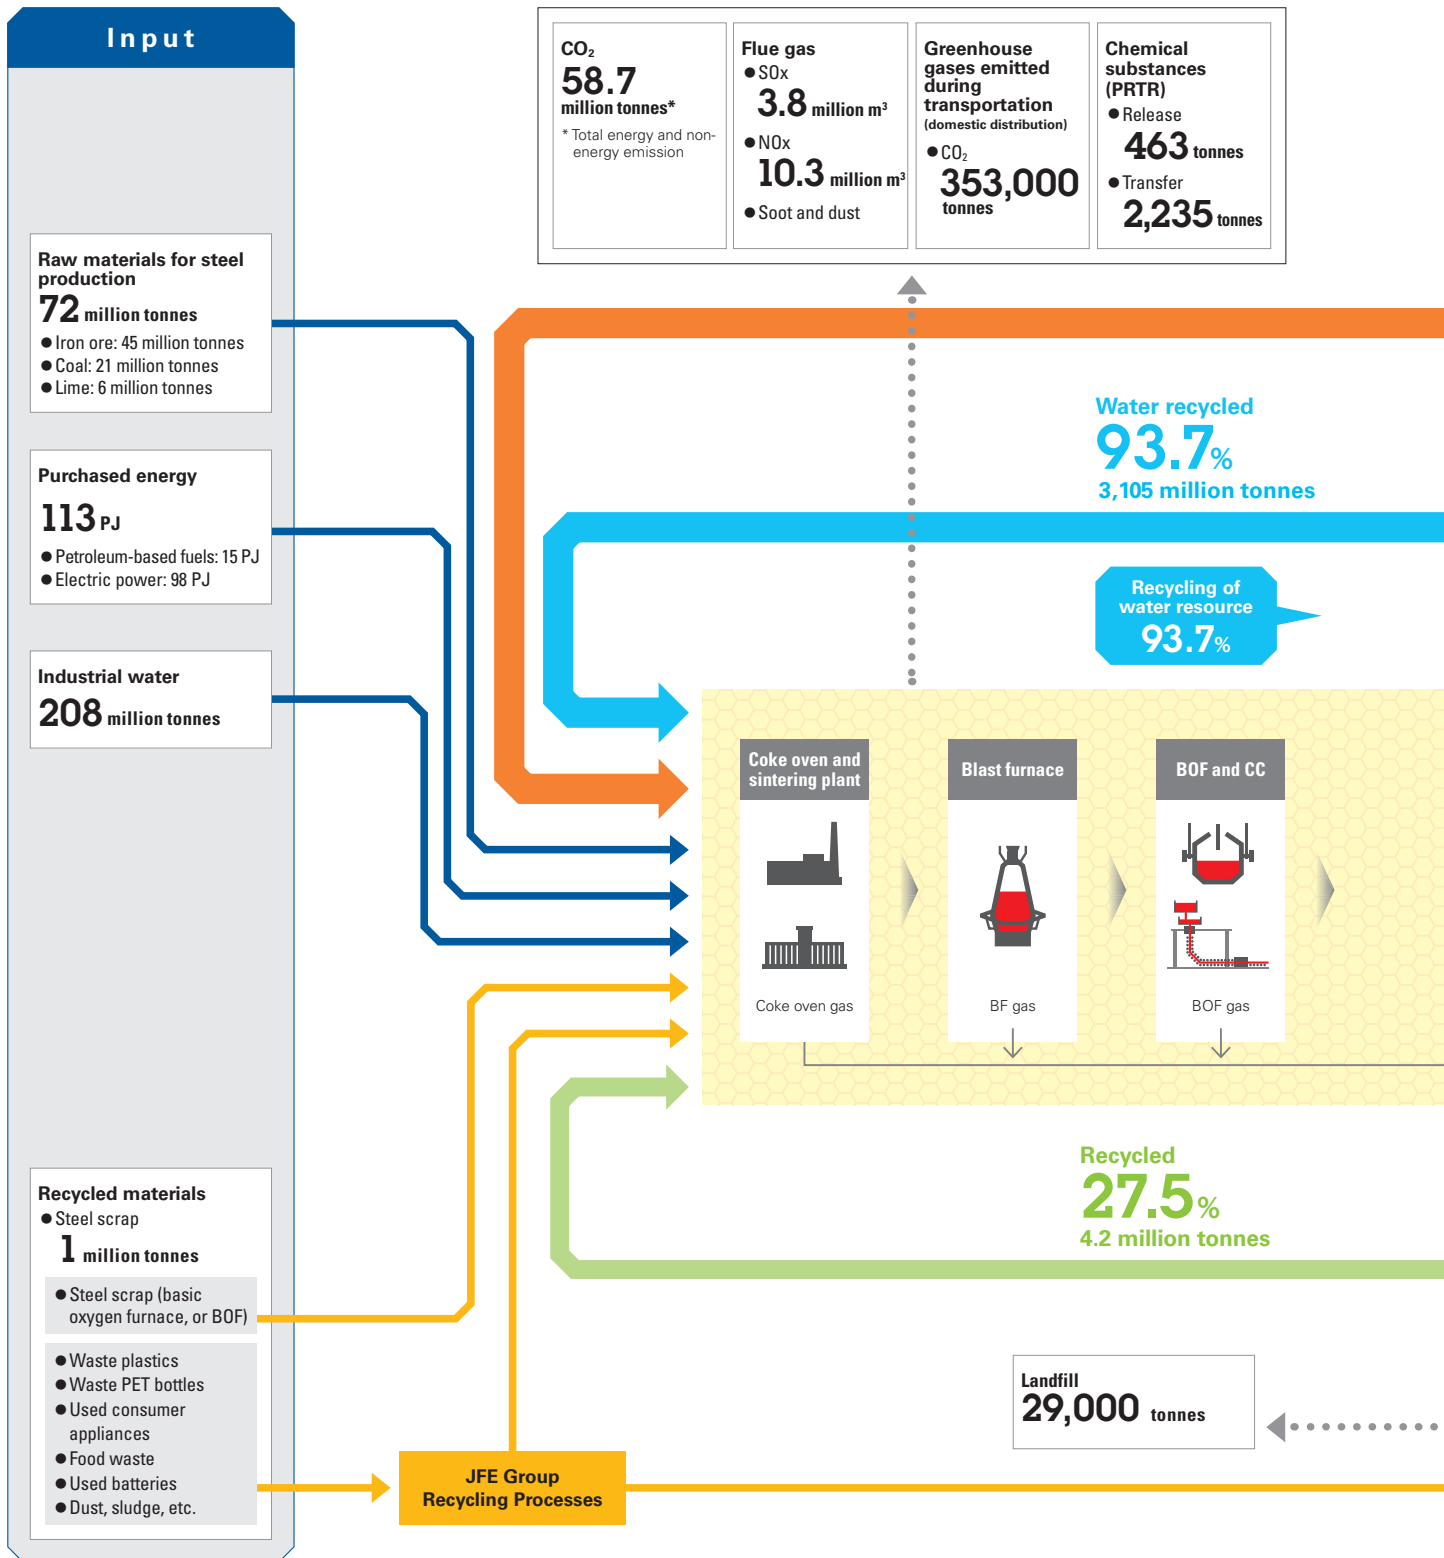 Input
Raw materials for steel
production
72 million tonnes
● Iron ore: 45 million tonnes
● Coal: 21 million tonnes
● Lime: 6 million tonnes
Purchased energy
113 PJ
● Petroleum-based fuels: 15 PJ
● Electric power: 98 PJ
Industrial water
208 million tonnes
Recycled materials
● Steel scrap
1 million tonnes
● Steel scrap (basic
oxygen furnace, or BOF)
● Waste plastics
● Waste PET bottles
● Used consumer
appliances
● Food waste
● Used batteries
● Dust, sludge, etc.
CO₂
58.7
million tonnes*
* Total energy and non-
energy emission
Flue gas
● SOx
3.8 million m³
● NOx
10.3 million m³
● Soot and dust
Greenhouse
gases emitted
during
transportation
(domestic distribution)
● CO₂
353,000
tonnes
Chemical
substances
(PRTR)
● Release
463 tonnes
● Transfer
2,235 tonnes
Water recycled
93.7%
3,105 million tonnes
Recycling of
water resource
93.7%
Coke oven and
sintering plant
Coke oven gas
Blast furnace
BF gas
BOF and CC
BOF gas
Recycled
27.5%
4.2 million tonnes
Landfill
29,000 tonnes
JFE Group
Recycling Processes